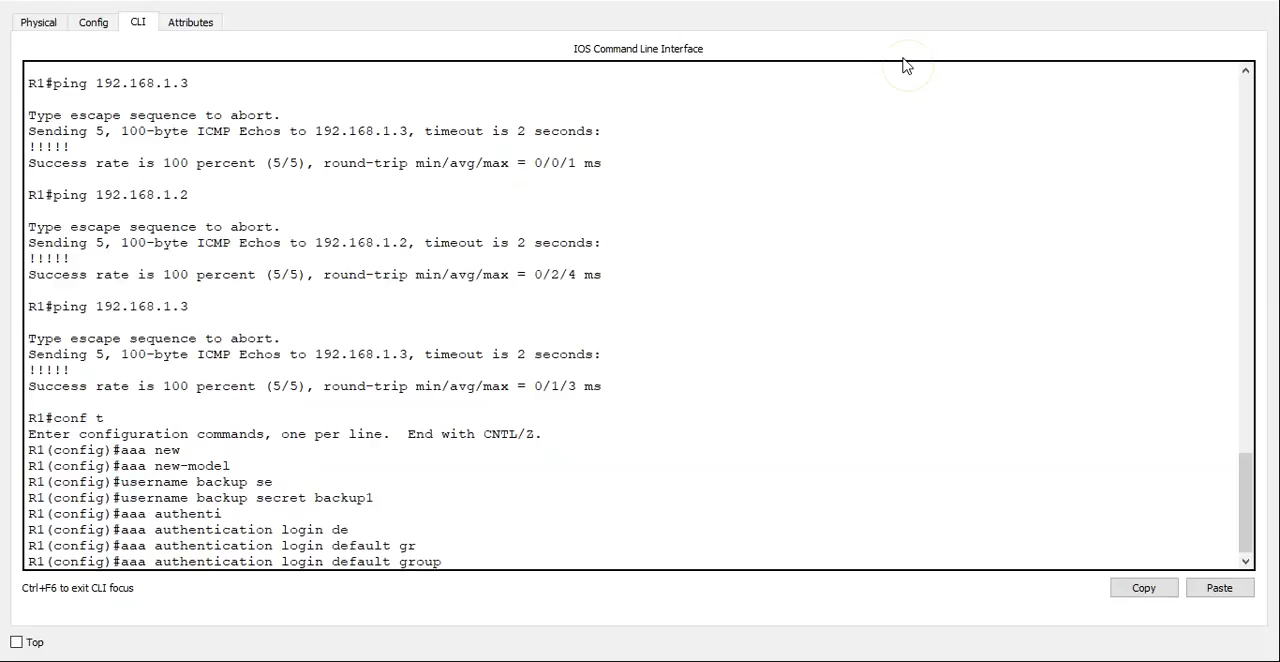 Physical Config CLI Attributes
IOS Command Line Interface
R1#ping 192.168.1.3
Type escape sequence to abort.
Sending 5, 100-byte ICMP Echos to 192.168.1.3, timeout is 2 seconds:
!!!!!
Success rate is 100 percent (5/5), round-trip min/avg/max = 0/0/1 ms
R1#ping 192.168.1.2
Type escape sequence to abort.
Sending 5, 100-byte ICMP Echos to 192.168.1.2, timeout is 2 seconds:
!!!!!
Success rate is 100 percent (5/5), round-trip min/avg/max = 0/2/4 ms
R1#ping 192.168.1.3
Type escape sequence to abort.
Sending 5, 100-byte ICMP Echos to 192.168.1.3, timeout is 2 seconds:
!!!!!
Success rate is 100 percent (5/5), round-trip min/avg/max = 0/1/3 ms
R1#conf t
Enter configuration commands, one per line.  End with CNTL/Z.
R1(config)#aaa new
R1(config)#aaa new-model
R1(config)#username backup se
R1(config)#username backup secret backup1
R1(config)#aaa authenti
R1(config)#aaa authentication login de
R1(config)#aaa authentication login default gr
R1(config)#aaa authentication login default group
Ctrl+F6 to exit CLI focus
Copy Paste
Top